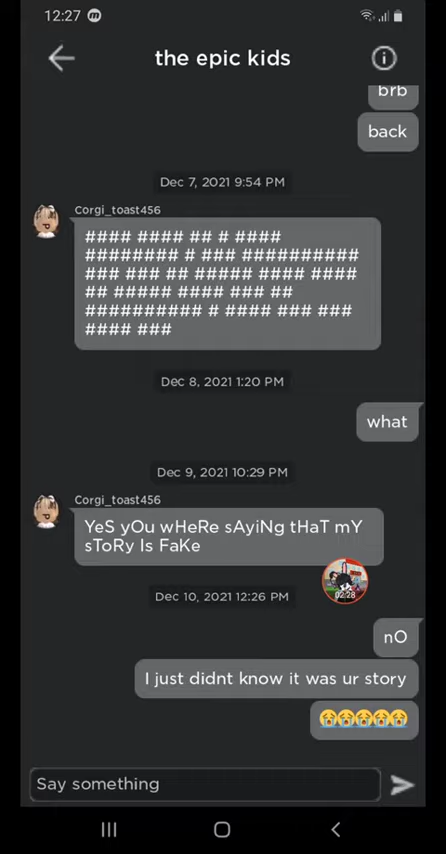 12:27
the epic kids
brb
back
Dec 7, 2021 9:54 PM
Corgi_toast456
#### #### ## # ####
######## # ### ##########
### ### ## ##### #### ####
## ##### #### ### ##
########## # #### ### ###
#### ###
Dec 8, 2021 1:20 PM
what
Dec 9, 2021 10:29 PM
Corgi_toast456
YeS yOu wHeRe sAyiNg tHaT mY
sToRy Is FaKe
02:28
Dec 10, 2021 12:26 PM
nO
I just didnt know it was ur story
😭😭😭😭😭
Say something